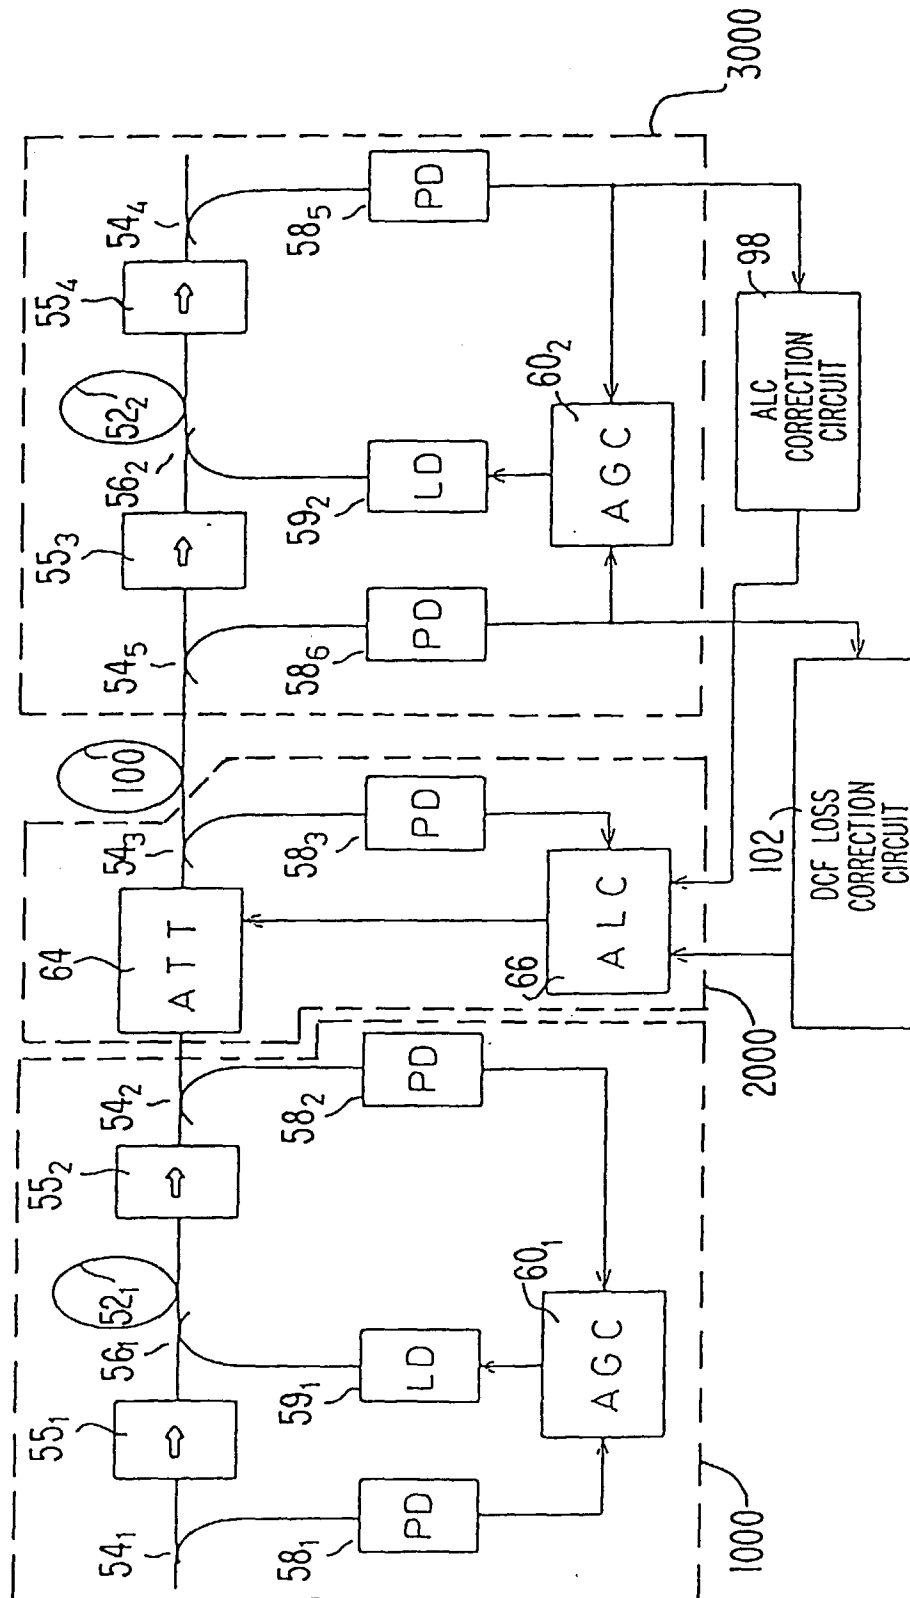 54₁
55₁
56₁
52₁
55₂
54₂
64
ATT
54₃
100
54₅
55₃
56₂
52₂
55₄
54₄
58₁
PD
59₁
LD
58₂
PD
58₃
PD
58₆
PD
59₂
LD
58₅
PD
60₁
AGC
66
ALC
60₂
AGC
1000
2000
3000
102
DCF LOSS
CORRECTION
CIRCUIT
98
ALC
CORRECTION
CIRCUIT